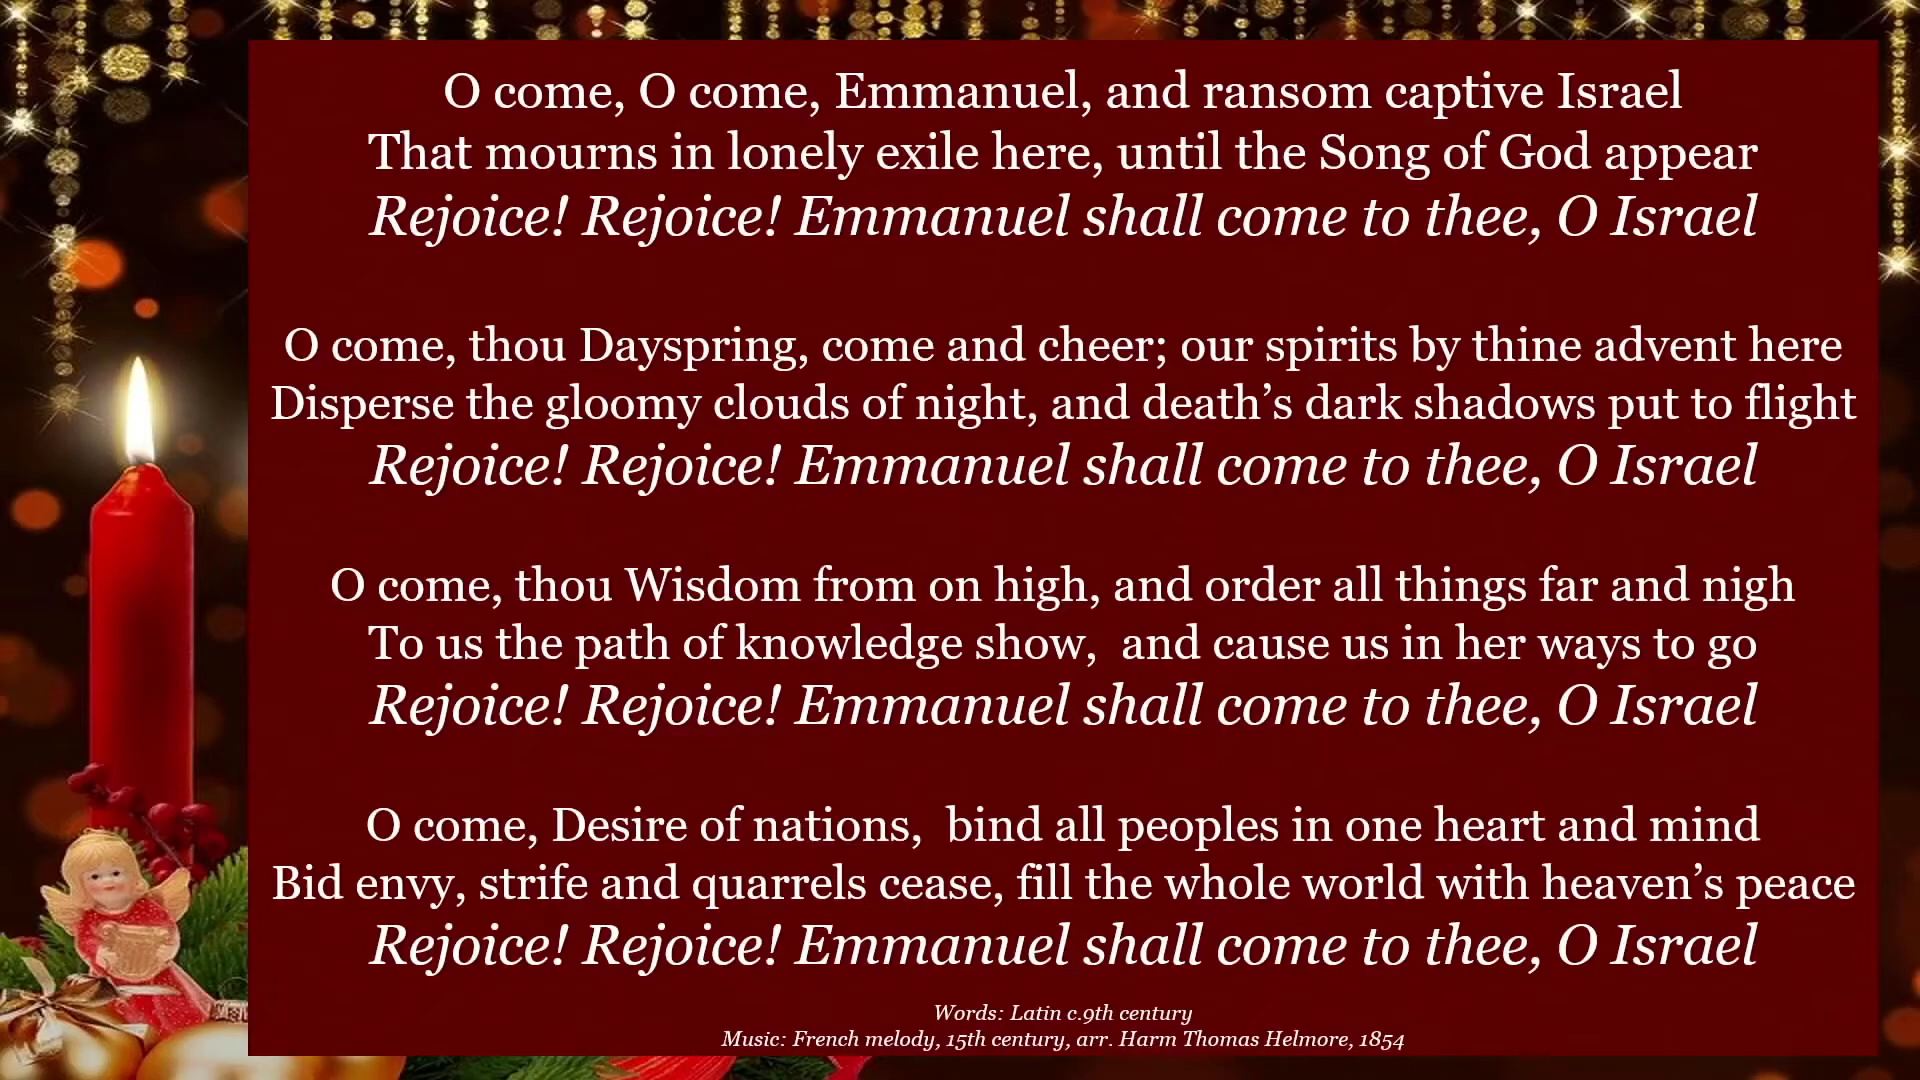 O come, O come, Emmanuel, and ransom captive Israel
That mourns in lonely exile here, until the Song of God appear
Rejoice! Rejoice! Emmanuel shall come to thee, O Israel
O come, thou Dayspring, come and cheer; our spirits by thine advent here
Disperse the gloomy clouds of night, and death’s dark shadows put to flight
Rejoice! Rejoice! Emmanuel shall come to thee, O Israel
O come, thou Wisdom from on high, and order all things far and nigh
To us the path of knowledge show,  and cause us in her ways to go
Rejoice! Rejoice! Emmanuel shall come to thee, O Israel
O come, Desire of nations,  bind all peoples in one heart and mind
Bid envy, strife and quarrels cease, fill the whole world with heaven’s peace
Rejoice! Rejoice! Emmanuel shall come to thee, O Israel
Words: Latin c.9th century
Music: French melody, 15th century, arr. Harm Thomas Helmore, 1854